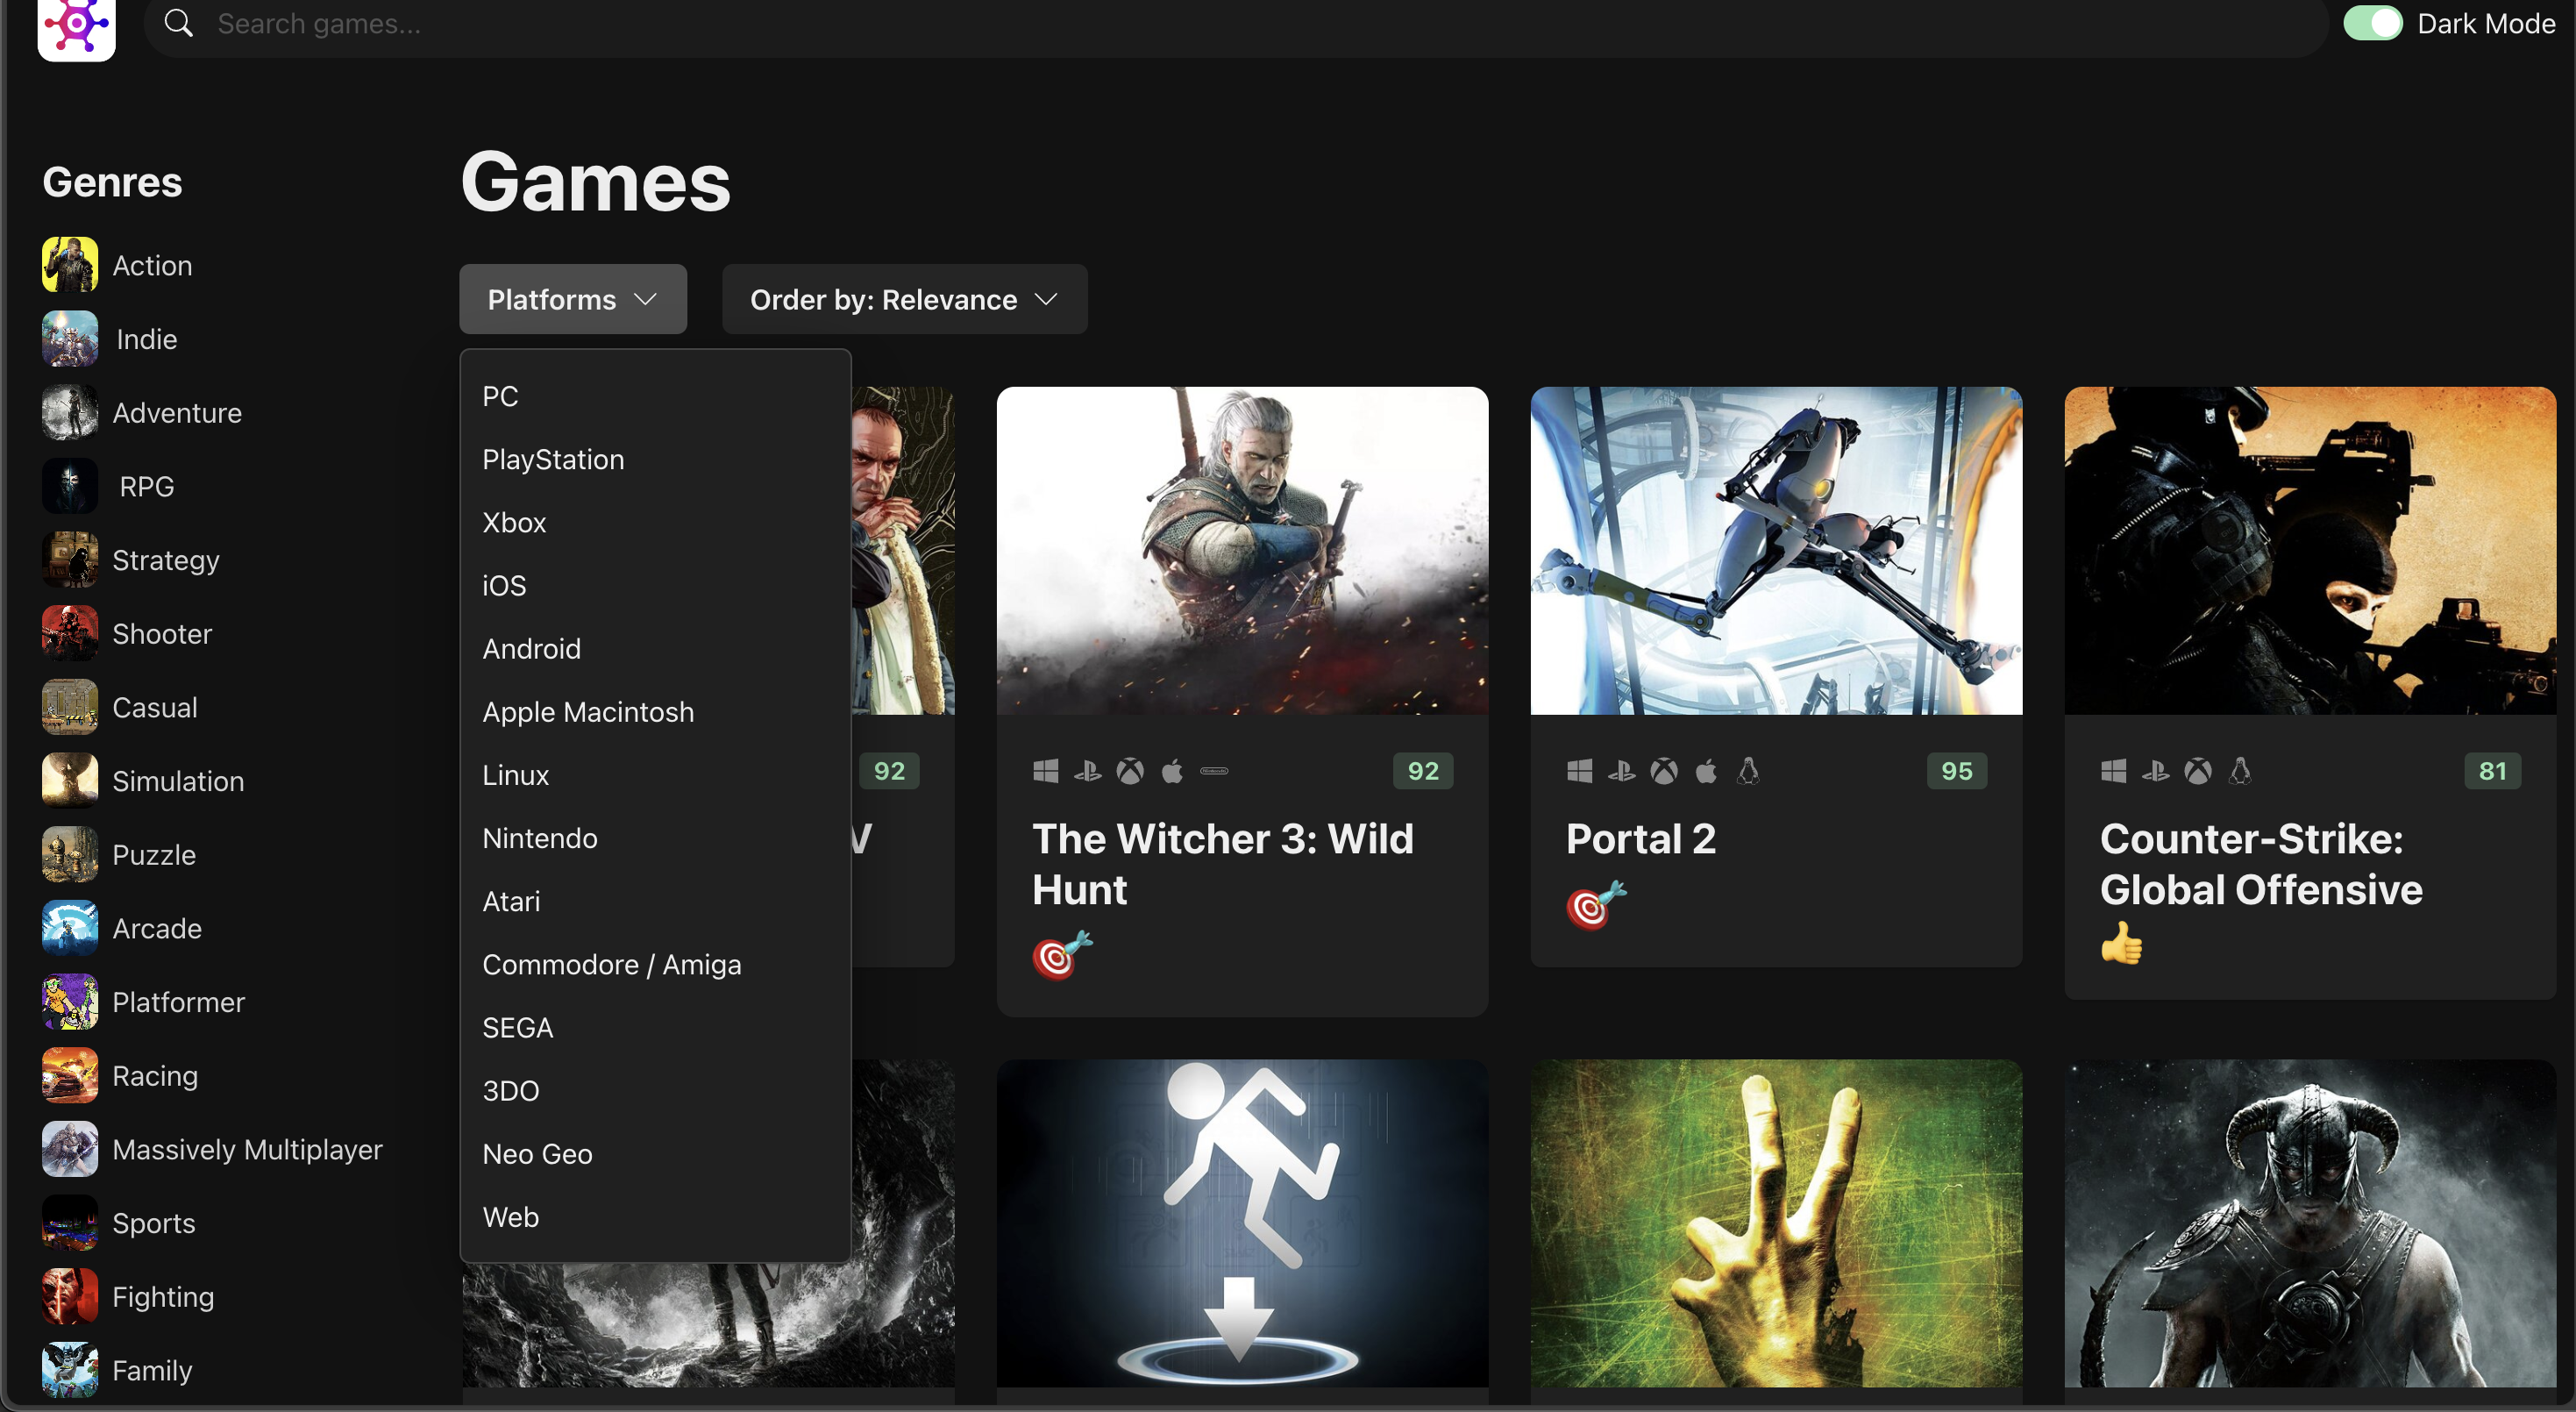 Search games...
Dark Mode
Genres
Action
Indie
Adventure
RPG
Strategy
Shooter
Casual
Simulation
Puzzle
Arcade
Platformer
Racing
Massively Multiplayer
Sports
Fighting
Family
Games
Platforms
Order by: Relevance
PC
PlayStation
Xbox
iOS
Android
Apple Macintosh
Linux
Nintendo
Atari
Commodore / Amiga
SEGA
3DO
Neo Geo
Web
92
V
92
The Witcher 3: Wild
Hunt
95
Portal 2
81
Counter-Strike:
Global Offensive